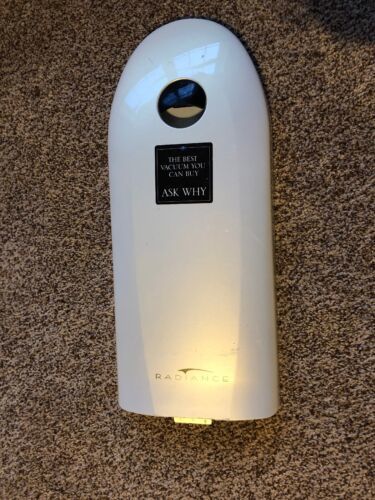 THE BEST
VACUUM YOU
CAN BUY
ASK WHY
RADIANCE